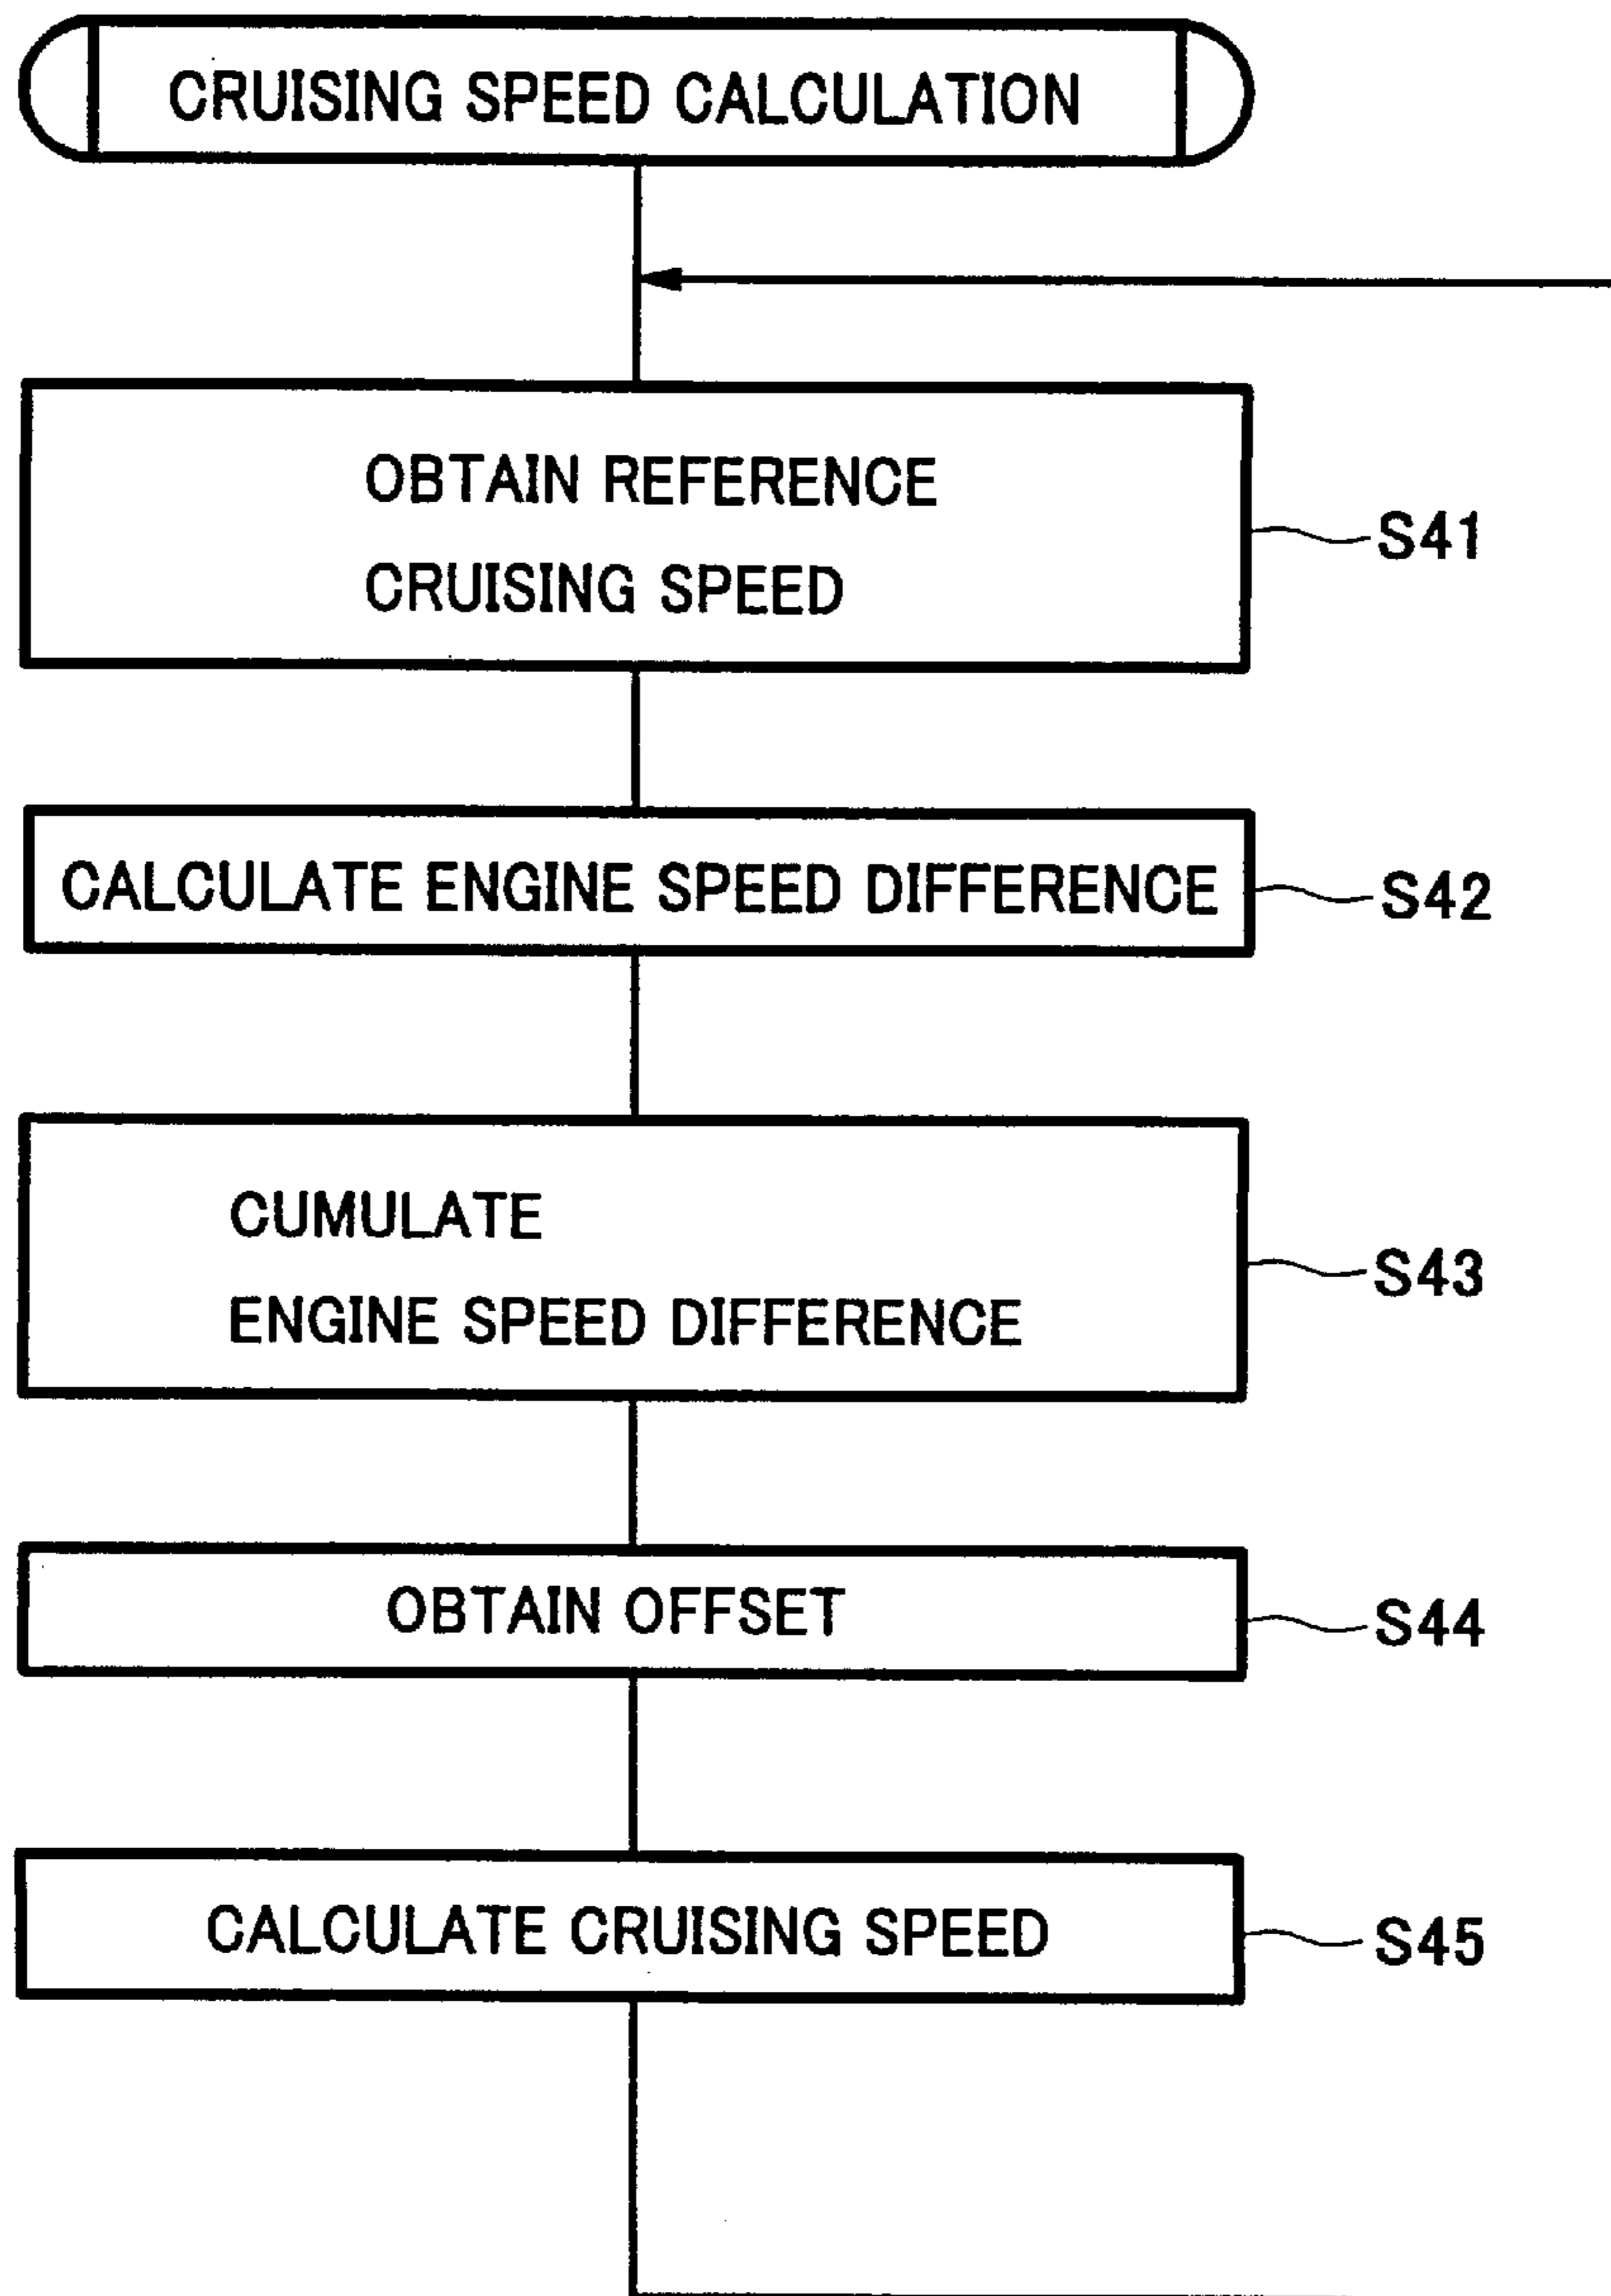 CRUISING SPEED CALCULATION
OBTAIN REFERENCE
CRUISING SPEED
S41
CALCULATE ENGINE SPEED DIFFERENCE
S42
CUMULATE
ENGINE SPEED DIFFERENCE
S43
OBTAIN OFFSET
S44
CALCULATE CRUISING SPEED
S45